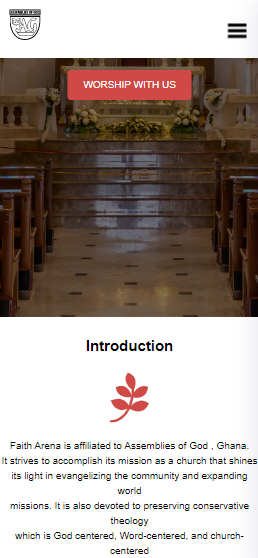 WORSHIP WITH US
Introduction
Faith Arena is affiliated to Assemblies of God , Ghana.
It strives to accomplish its mission as a church that shines
its light in evangelizing the community and expanding
world
missions. It is also devoted to preserving conservative
theology
which is God centered, Word-centered, and church-
centered